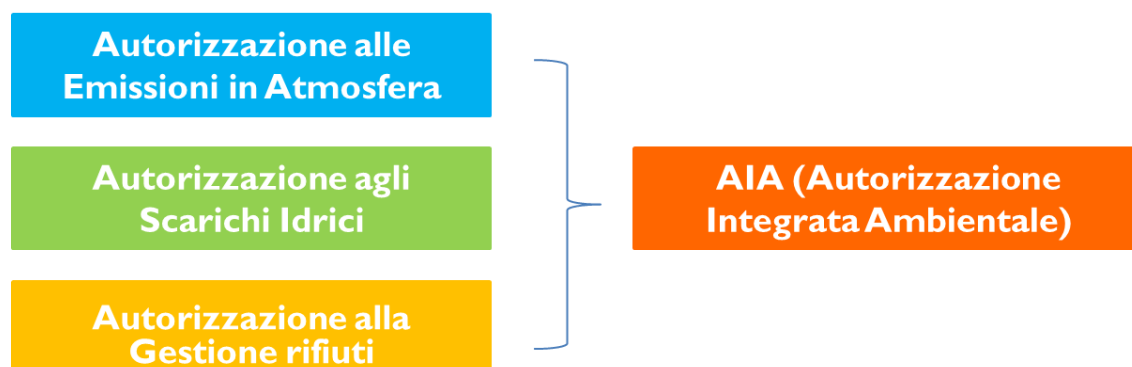 Autorizzazione alle
Emissioni in Atmosfera
Autorizzazione agli
Scarichi Idrici
Autorizzazione alla
Gestione rifiuti
AIA (Autorizzazione
Integrata Ambientale)